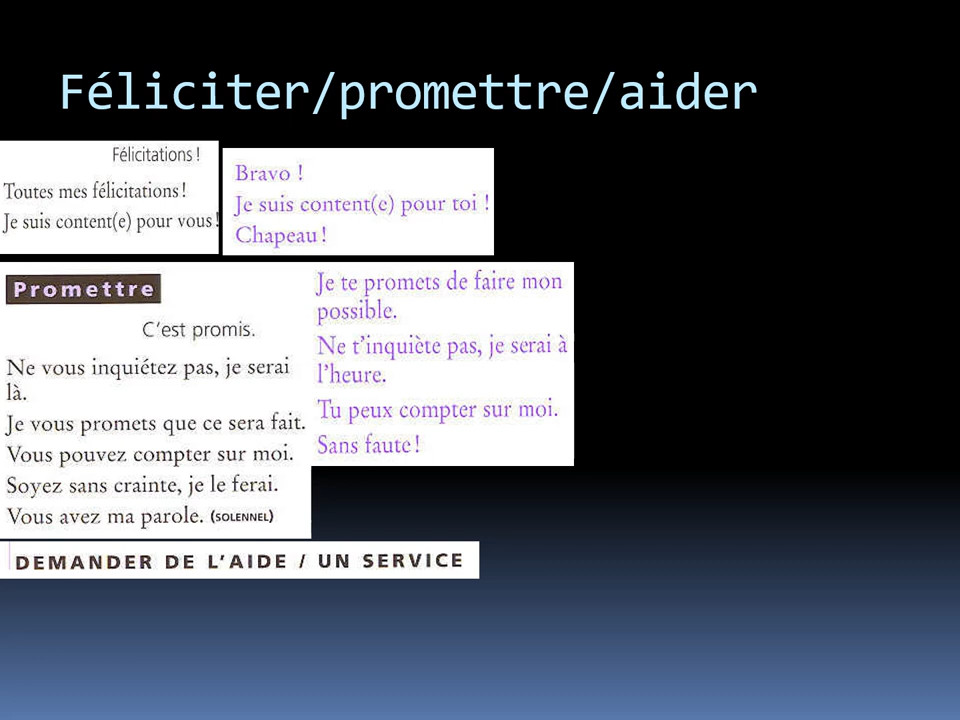 Féliciter/promettre/aider
Félicitations !
Toutes mes félicitations !
Je suis content(e) pour vous !
Bravo !
Je suis content(e) pour toi !
Chapeau !
Promettre
C'est promis.
Ne vous inquiétez pas, je serai
là.
Je vous promets que ce sera fait.
Vous pouvez compter sur moi.
Soyez sans crainte, je le ferai.
Vous avez ma parole. (SOLENNEL)
Je te promets de faire mon
possible.
Ne t'inquiète pas, je serai à
l'heure.
Tu peux compter sur moi.
Sans faute !
DEMANDER DE L'AIDE / UN SERVICE